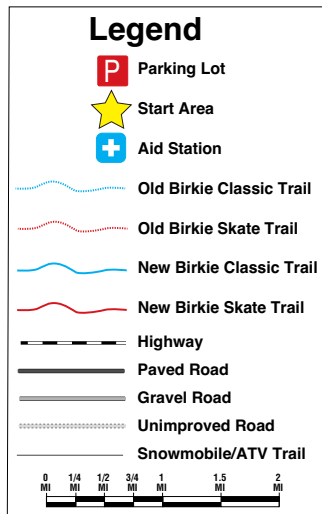 Legend
P Parking Lot
Start Area
Aid Station
Old Birkie Classic Trail
Old Birkie Skate Trail
New Birkie Classic Trail
New Birkie Skate Trail
Highway
Paved Road
Gravel Road
Unimproved Road
Snowmobile/ATV Trail
0 1/4 1/2 3/4 1 1.5 2
MI MI MI MI MI MI MI